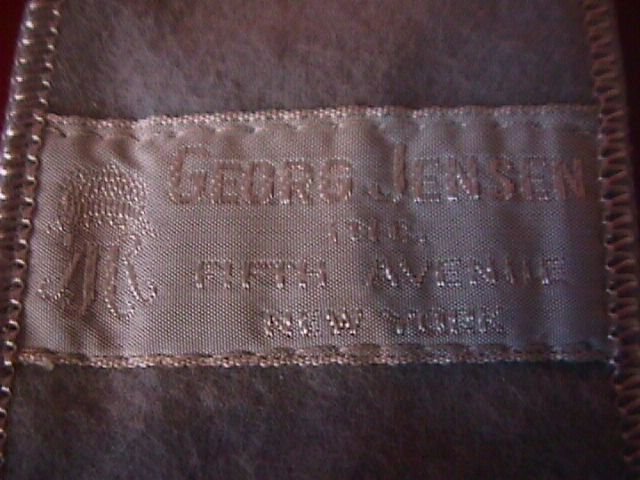 GEORG JENSEN
INC.
FIFTH AVENUE
NEW YORK